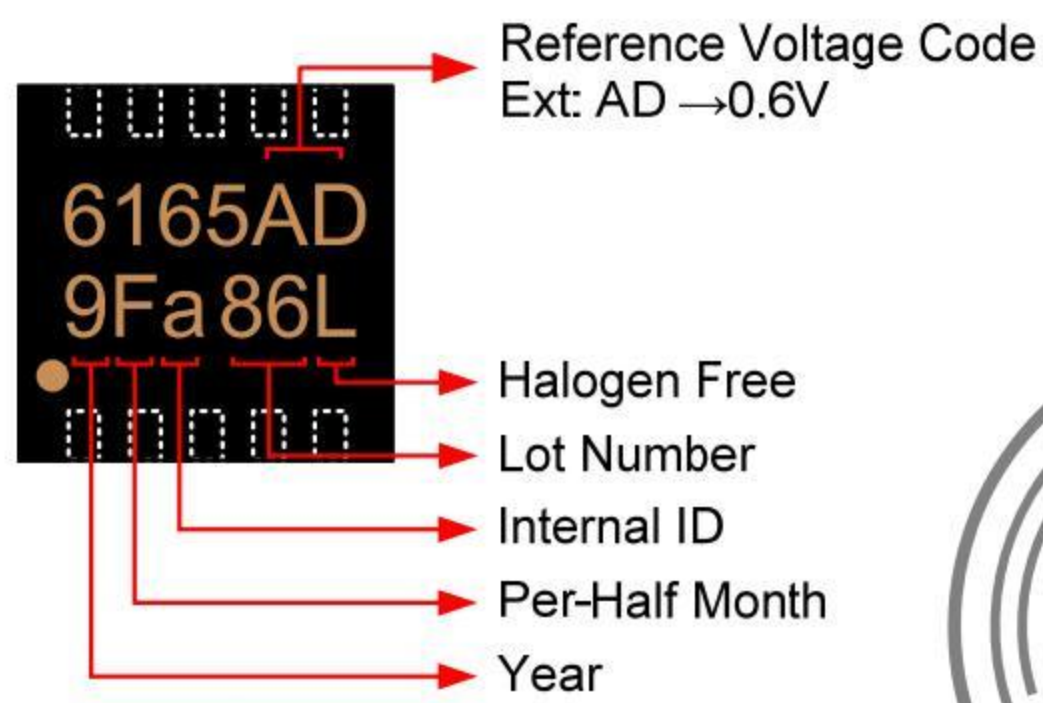 Reference Voltage Code
Ext: AD →0.6V
6165AD
9Fa 86L
Halogen Free
Lot Number
Internal ID
Per-Half Month
Year